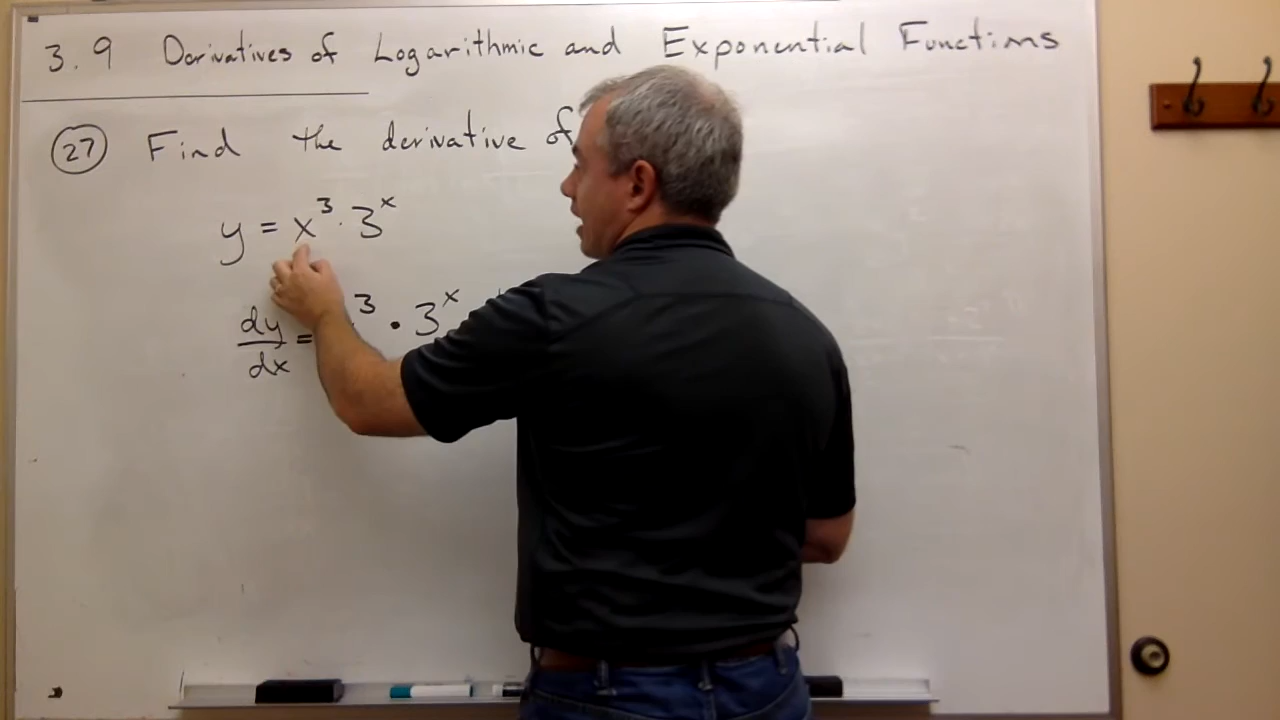 3.9 Derivatives of Logarithmic and Exponential Functions
27 Find the derivative of
y = x³ · 3ˣ
dy/dx = ³ • 3ˣ